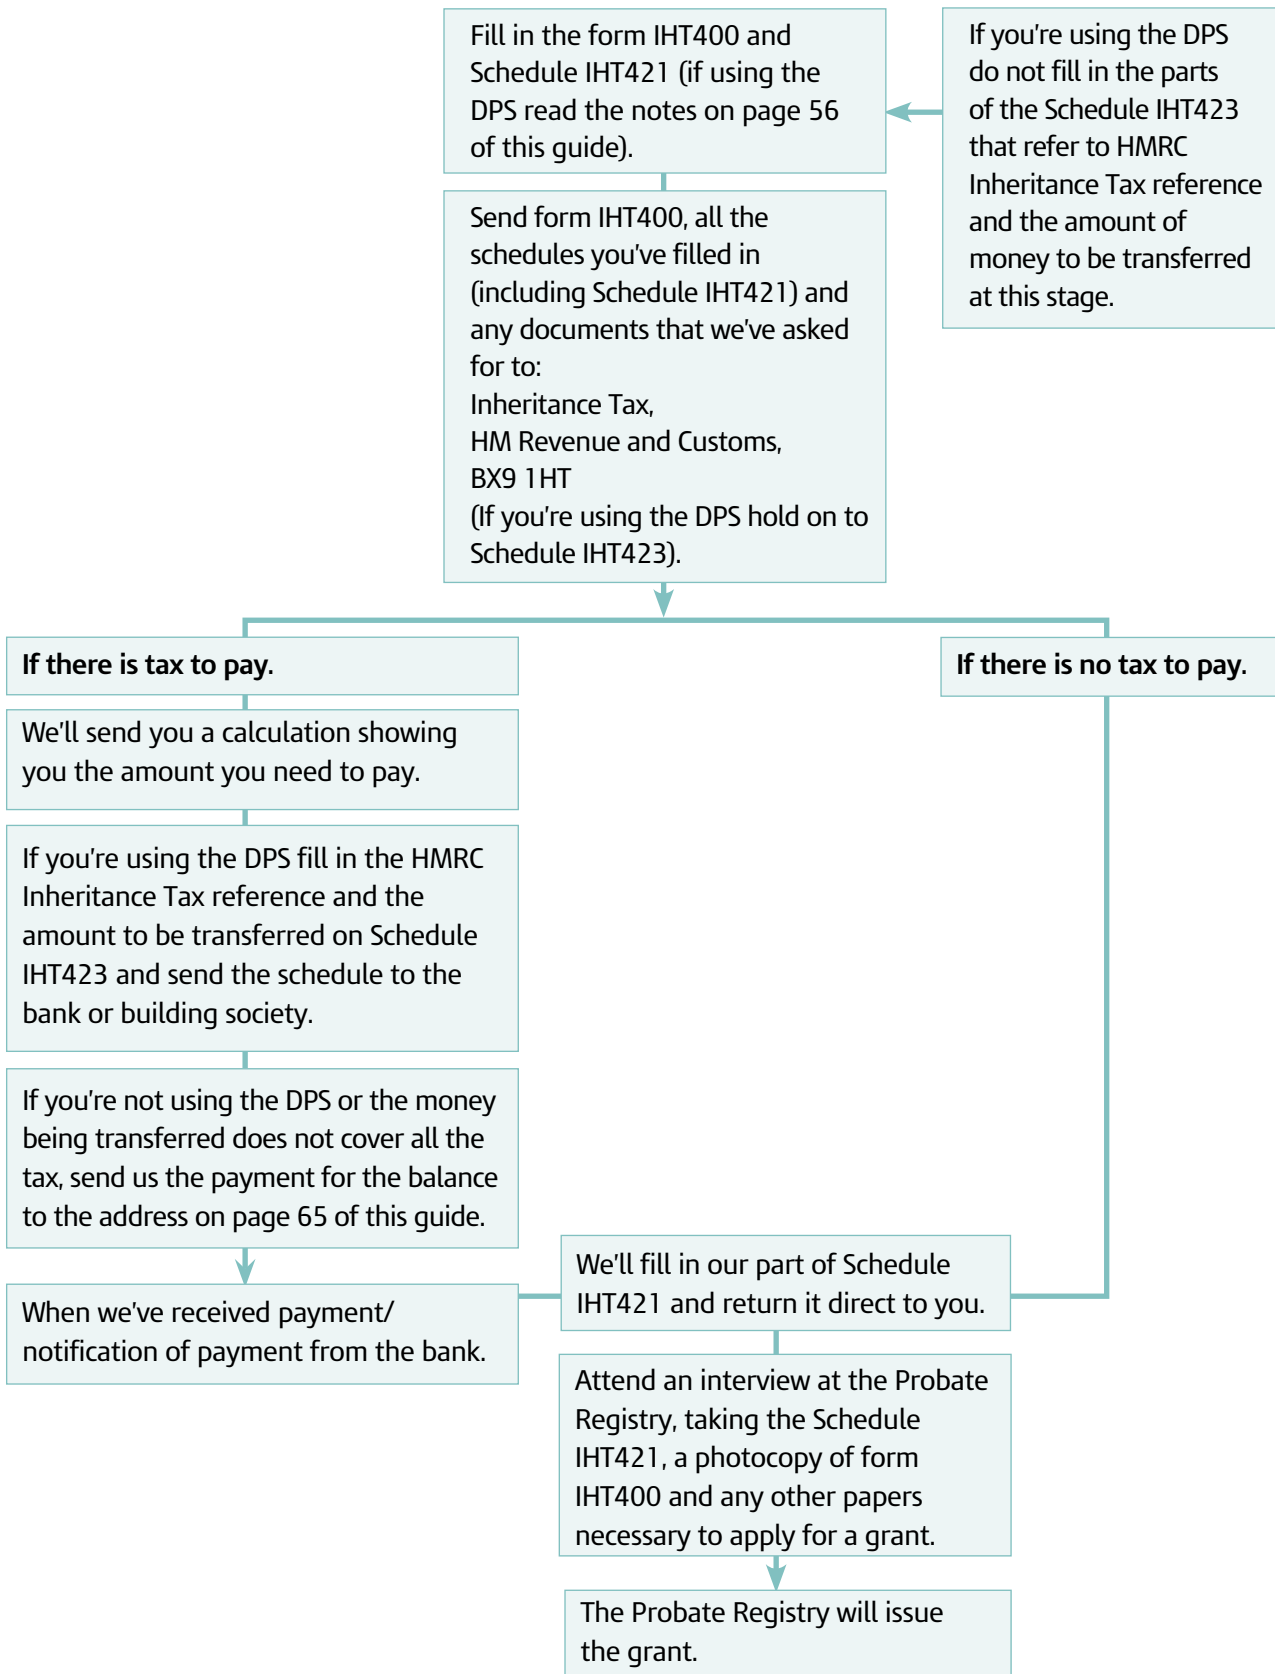 Fill in the form IHT400 and
Schedule IHT421 (if using the
DPS read the notes on page 56
of this guide).
If you're using the DPS
do not fill in the parts
of the Schedule IHT423
that refer to HMRC
Inheritance Tax reference
and the amount of
money to be transferred
at this stage.
Send form IHT400, all the
schedules you've filled in
(including Schedule IHT421) and
any documents that we've asked
for to:
Inheritance Tax,
HM Revenue and Customs,
BX9 1HT
(If you're using the DPS hold on to
Schedule IHT423).
If there is tax to pay.
If there is no tax to pay.
We'll send you a calculation showing
you the amount you need to pay.
If you're using the DPS fill in the HMRC
Inheritance Tax reference and the
amount to be transferred on Schedule
IHT423 and send the schedule to the
bank or building society.
If you're not using the DPS or the money
being transferred does not cover all the
tax, send us the payment for the balance
to the address on page 65 of this guide.
When we've received payment/
notification of payment from the bank.
We'll fill in our part of Schedule
IHT421 and return it direct to you.
Attend an interview at the Probate
Registry, taking the Schedule
IHT421, a photocopy of form
IHT400 and any other papers
necessary to apply for a grant.
The Probate Registry will issue
the grant.